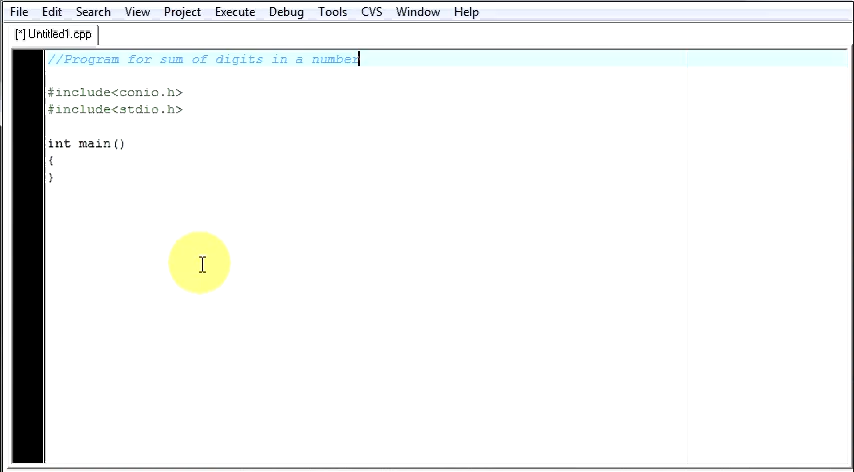 File Edit Search View Project Execute Debug Tools CVS Window Help
[*] Untitled1.cpp
//Program for sum of digits in a number
#include<conio.h>
#include<stdio.h>
int main()
{
}